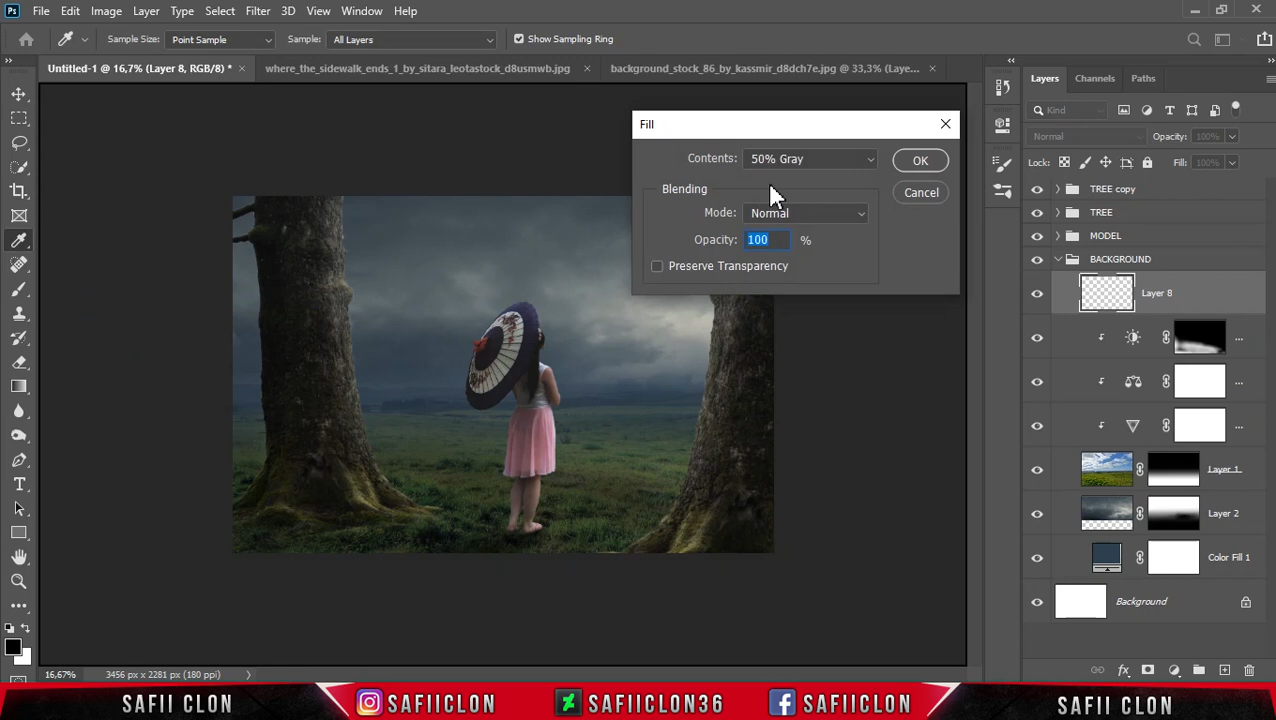 Ps File Edit Image Layer Type Select Filter 3D View Window Help
Sample Size: Point Sample Sample: All Layers Show Sampling Ring
Untitled-1 @ 16,7% (Layer 8, RGB/8) * × where_the_sidewalk_ends_1_by_sitara_leotastock_d8usmwb.jpg × background_stock_86_by_kassmir_d8dch7e.jpg @ 33,3% (Laye... ×
Layers Channels Paths
Kind
Normal Opacity: 100%
Lock: Fill: 100%
TREE copy
TREE
MODEL
BACKGROUND
Layer 8
...
...
...
Layer 1
Layer 2
Color Fill 1
Background
Fill
Contents: 50% Gray OK
Blending Cancel
Mode: Normal
Opacity: 100 %
Preserve Transparency
16,67% 3456 px x 2281 px (180 ppi)
SAFII CLON SAFIICLON SAFIICLON36 SAFIICLON SAFII CLON